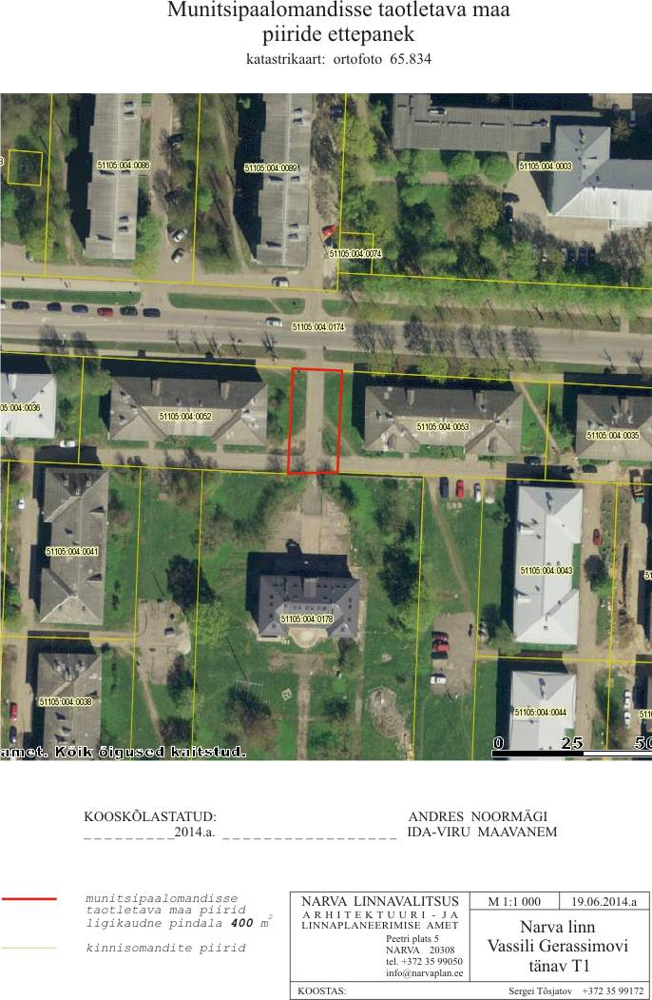 Munitsipaalomandisse taotletava maa
piiride ettepanek
katastrikaart: ortofoto 65.834
51105:004:0086
51105:004:0089
51105:004:0003
51105:004:0074
51105:004:0174
05:004:0036
51105:004:0052
51105:004:0053
51105:004:0035
51105:004:0041
51105:004:0043
51105:004:0178
51105:004:0038
51105:004:0044
amet. Kõik õigused kaitstud.
0 25 50
KOOSKÕLASTATUD: ANDRES NOORMÄGI
_ _ _ _ _ _ _ _ _2014.a. _ _ _ _ _ _ _ _ _ _ _ _ _ _ _ _ _ IDA-VIRU MAAVANEM
munitsipaalomandisse
taotletava maa piirid
ligikaudne pindala 400 m²
kinnisomandite piirid
NARVA LINNAVALITSUS
ARHITEKTUURI-JA
LINNAPLANEERIMISE AMET
Peetri plats 5
NARVA 20308
tel. +372 35 99050
info@narvaplan.ee
M 1:1 000
19.06.2014.a
Narva linn
Vassili Gerassimovi
tänav T1
KOOSTAS: Sergei Tõsjatov +372 35 99172